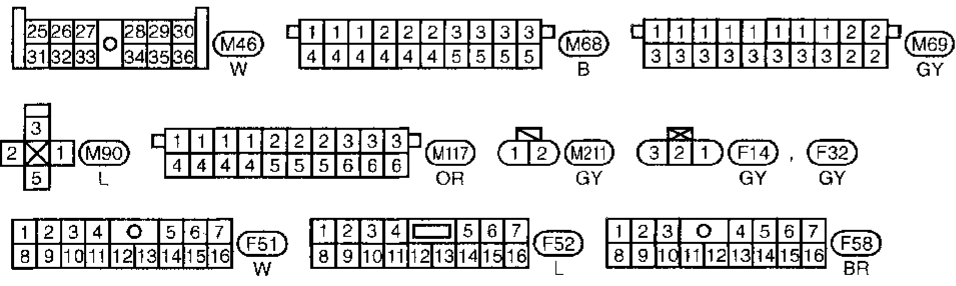 25 26 27 28 29 30
31 32 33 34 35 36
M46
W
1 1 1 2 2 2 3 3 3 3
4 4 4 4 4 4 5 5 5 5
M68
B
1 1 1 1 1 1 1 1 2 2
3 3 3 3 3 3 3 3 2 2
M69
GY
3
2 1
5
M90
L
1 1 1 1 2 2 2 3 3 3
4 4 4 5 5 5 5 6 6 6
M117
OR
1 2
M211
GY
3 2 1
F14 , F32
GY GY
1 2 3 4 5 6 7
8 9 10 11 12 13 14 15 16
F51
W
1 2 3 4 5 6 7
8 9 10 11 12 13 14 15 16
F52
L
1 2 3 4 5 6 7
8 9 10 11 12 13 14 15 16
F58
BR